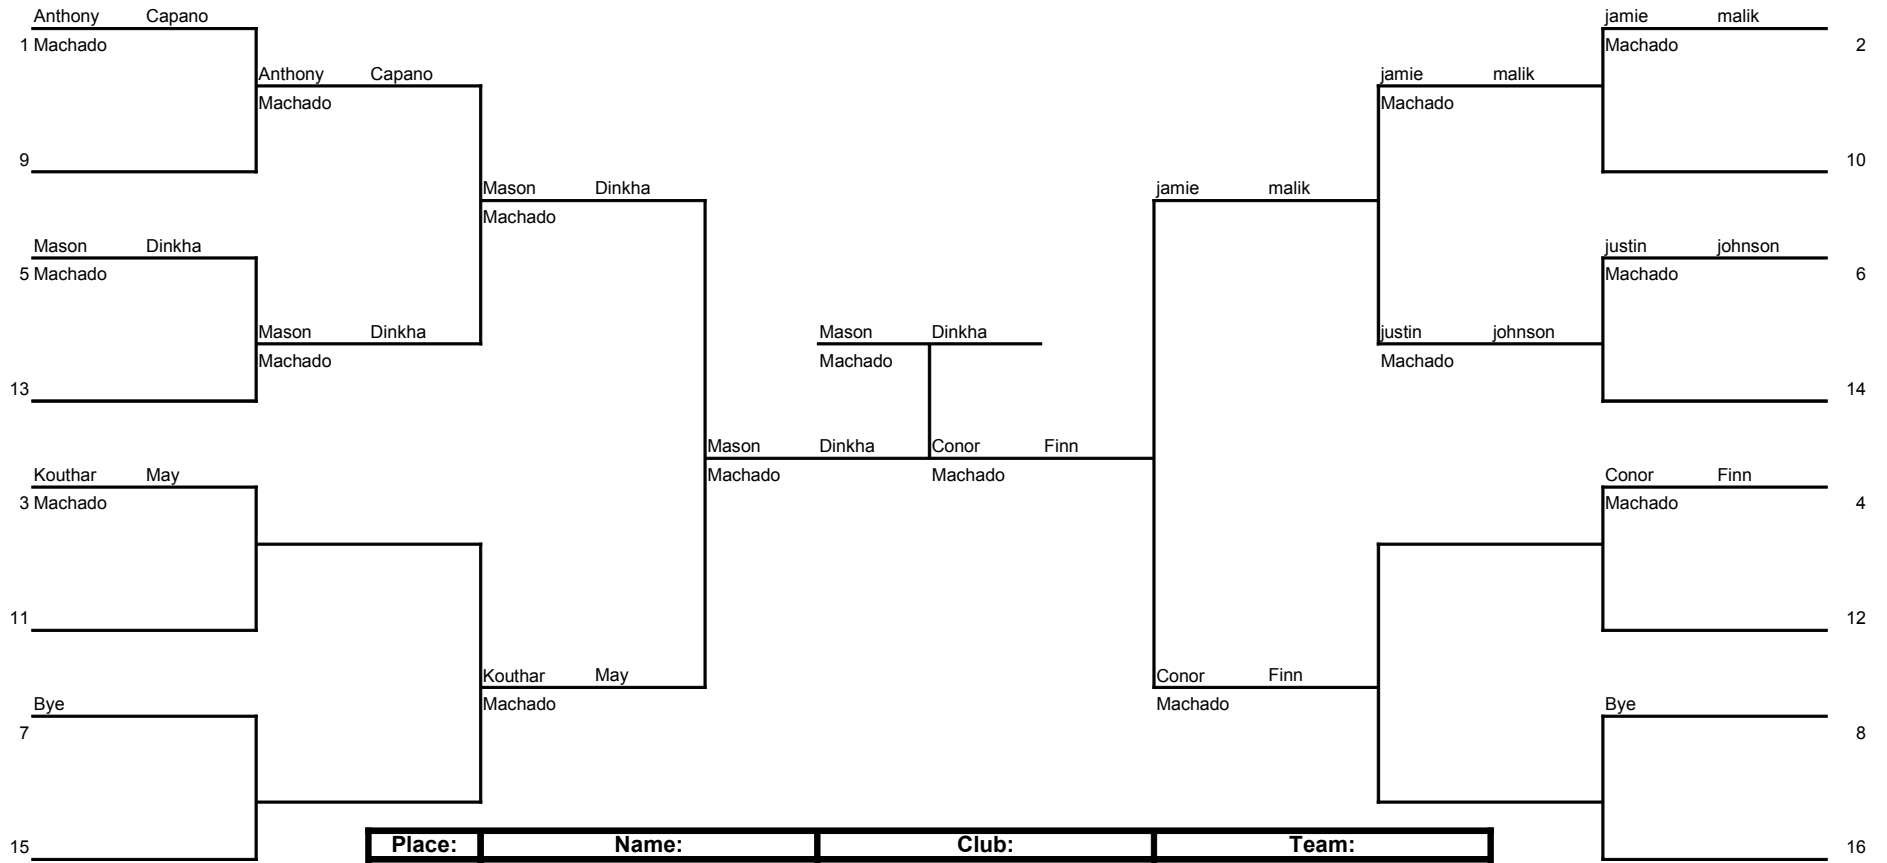 Anthony Capano jamie malik
1 Machado Machado 2
Anthony Capano jamie malik
Machado Machado
9 10
Mason Dinkha jamie malik
Machado
Mason Dinkha justin johnson
5 Machado Machado 6
Mason Dinkha Mason Dinkha justin johnson
Machado Machado Machado
13 14
Mason Dinkha Conor Finn
Machado Machado
Kouthar May Conor Finn
3 Machado Machado 4
11 12
Kouthar May Conor Finn
Machado Machado
Bye Bye
7 8
Place: Name: Club: Team:
15 16